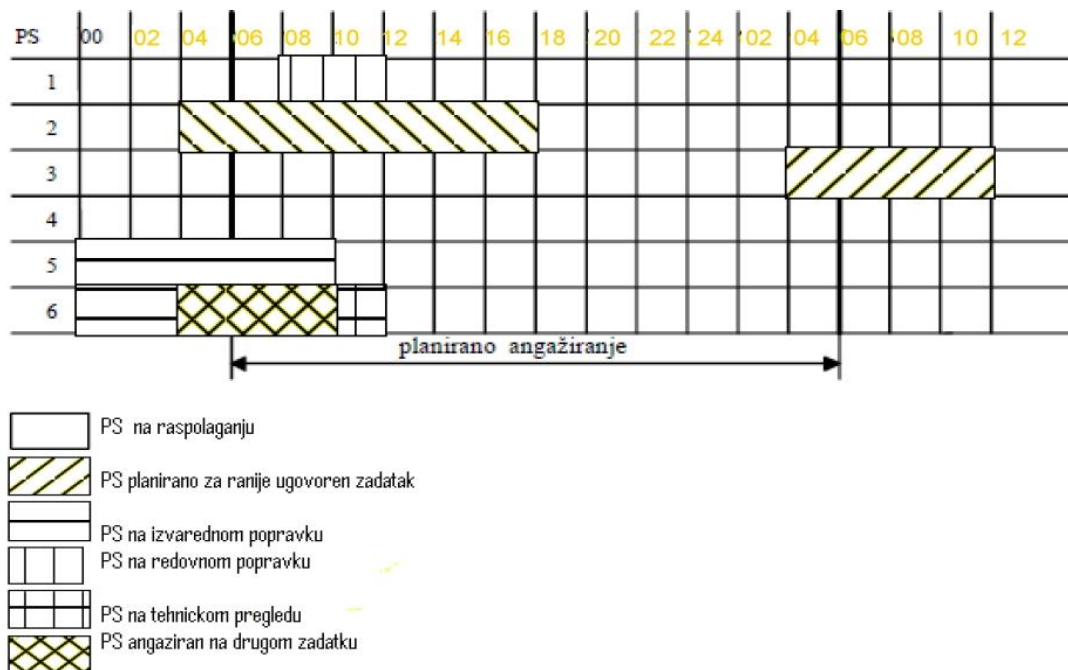 PS 00 02 04 06 08 10 12 14 16 18 20 22 24 02 04 06 08 10 12
1
2
3
4
5
6
planirano angažiranje
PS na raspolaganju
PS planirano za ranije ugovoren zadatak
PS na izvarednom popravku
PS na redovnom popravku
PS na tehnickom pregledu
PS angaziran na drugom zadatku